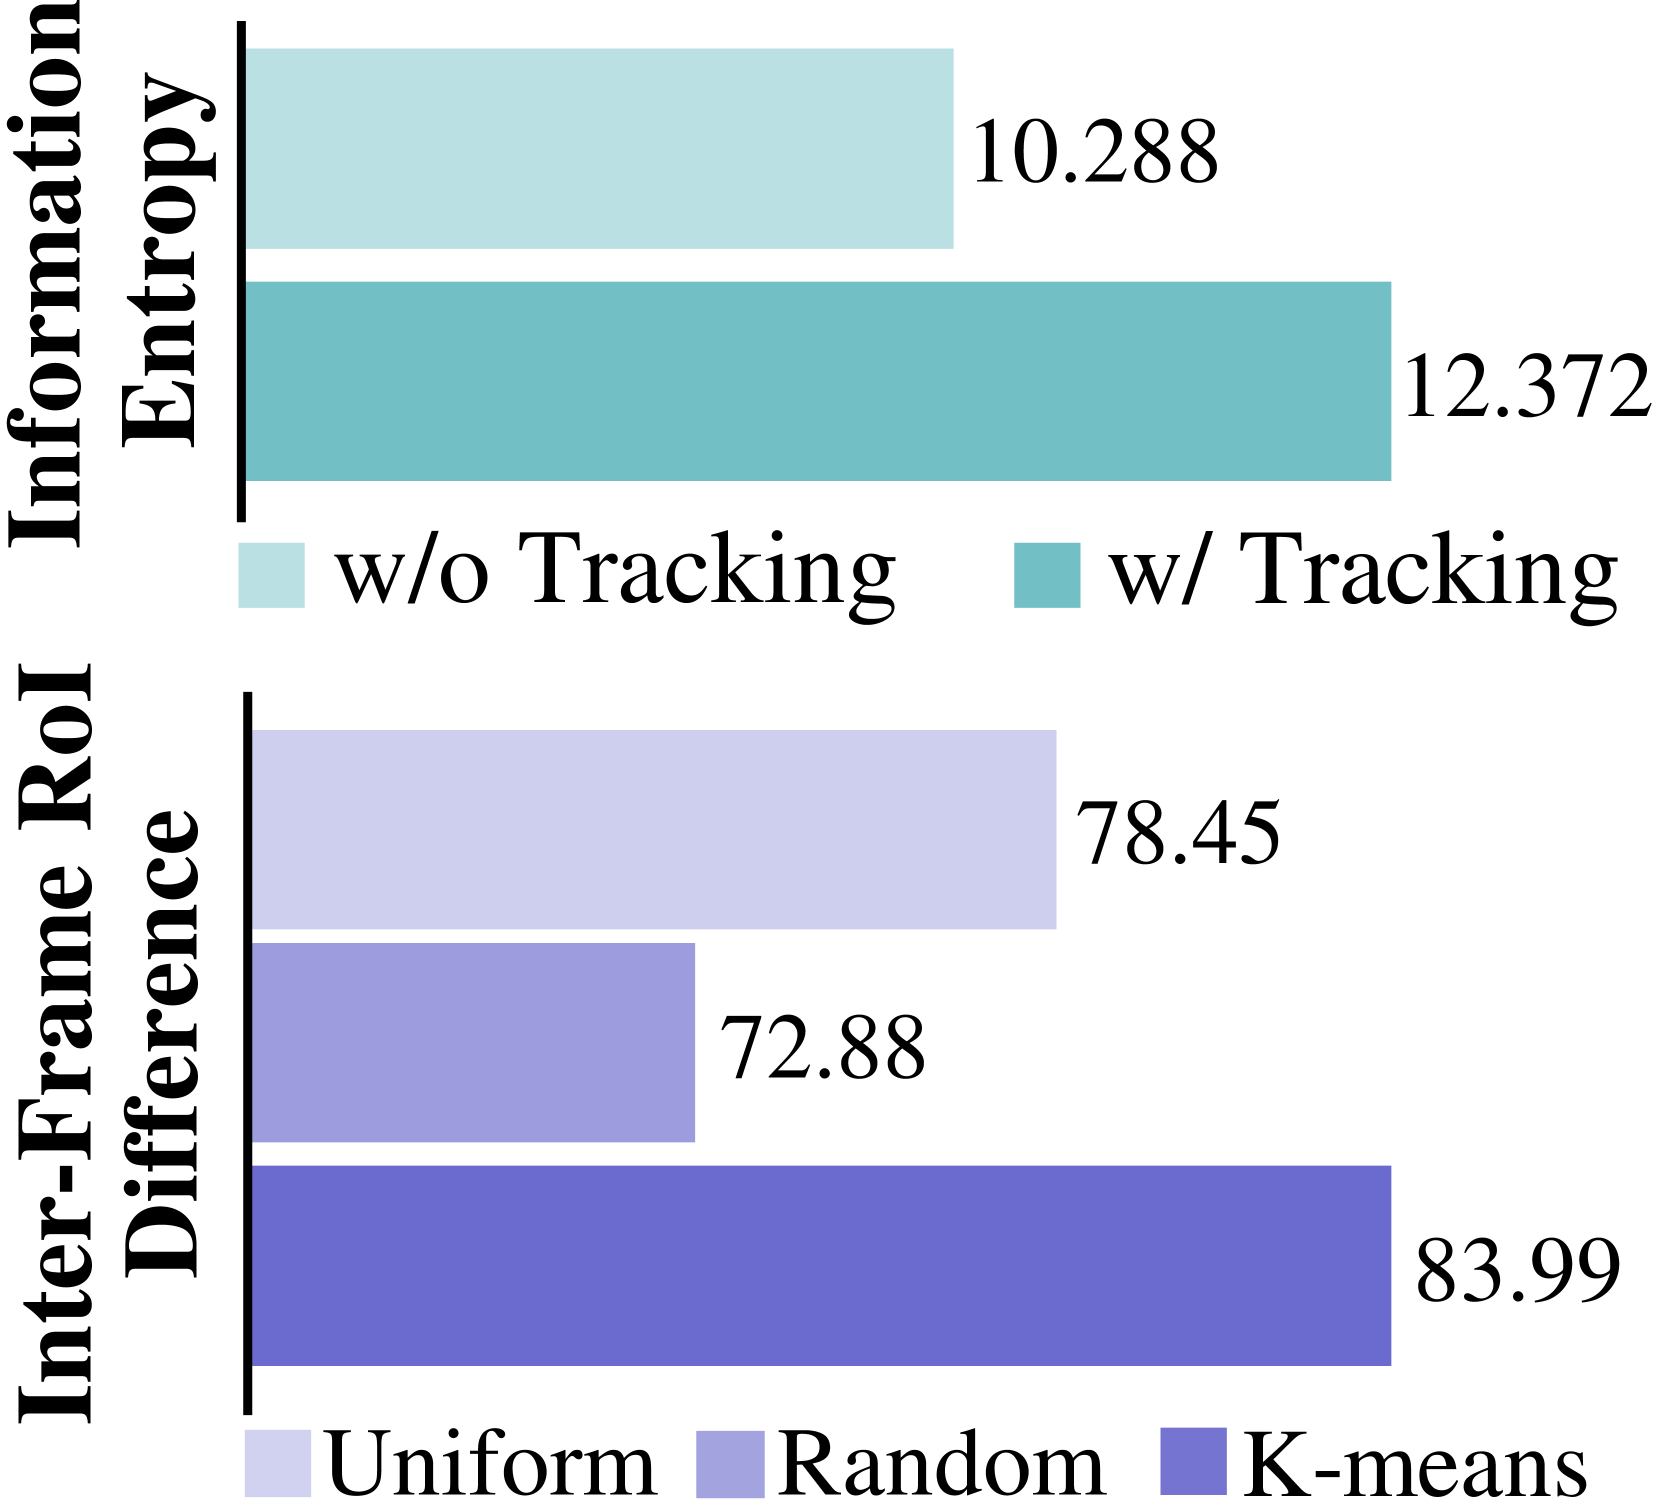 Information
Entropy
10.288
12.372
w/o Tracking
w/ Tracking
Inter-Frame RoI
Difference
78.45
72.88
83.99
Uniform
Random
K-means